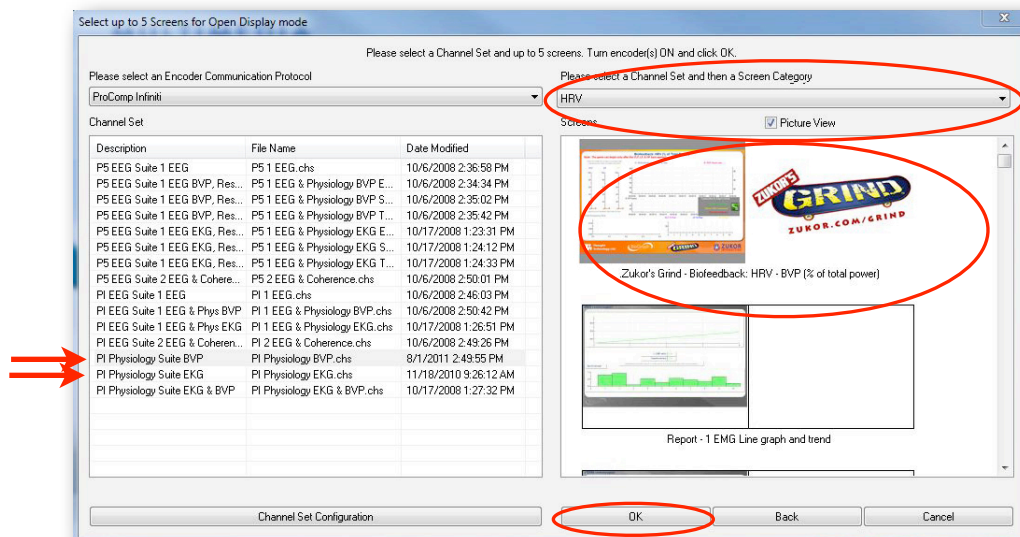 Select up to 5 Screens for Open Display mode
Please select a Channel Set and up to 5 screens. Turn encoder(s) ON and click OK.
Please select an Encoder Communication Protocol
ProComp Infiniti
Please select a Channel Set and then a Screen Category
HRV
Channel Set
Screens
Picture View
Description File Name Date Modified
P5 EEG Suite 1 EEG P5 1 EEG.chs 10/6/2008 2:36:58 PM
P5 EEG Suite 1 EEG BVP, Res... P5 1 EEG & Physiology BVP E... 10/6/2008 2:34:34 PM
P5 EEG Suite 1 EEG BVP, Res... P5 1 EEG & Physiology BVP S... 10/6/2008 2:35:02 PM
P5 EEG Suite 1 EEG BVP, Res... P5 1 EEG & Physiology BVP T... 10/6/2008 2:35:42 PM
P5 EEG Suite 1 EEG EKG, Res... P5 1 EEG & Physiology EKG E... 10/17/2008 1:23:31 PM
P5 EEG Suite 1 EEG EKG, Res... P5 1 EEG & Physiology EKG S... 10/17/2008 1:24:12 PM
P5 EEG Suite 1 EEG EKG, Res... P5 1 EEG & Physiology EKG T... 10/17/2008 1:24:33 PM
P5 EEG Suite 2 EEG & Cohere... P5 2 EEG & Coherence.chs 10/6/2008 2:50:01 PM
PI EEG Suite 1 EEG PI 1 EEG.chs 10/6/2008 2:46:03 PM
PI EEG Suite 1 EEG & Phys BVP PI 1 EEG & Physiology BVP.chs 10/6/2008 2:50:42 PM
PI EEG Suite 1 EEG & Phys EKG PI 1 EEG & Physiology EKG.chs 10/17/2008 1:26:51 PM
PI EEG Suite 2 EEG & Coheren... PI 2 EEG & Coherence.chs 10/6/2008 2:49:26 PM
PI Physiology Suite BVP PI Physiology BVP.chs 8/1/2011 2:49:55 PM
PI Physiology Suite EKG PI Physiology EKG.chs 11/18/2010 9:26:12 AM
PI Physiology Suite EKG & BVP PI Physiology EKG & BVP.chs 10/17/2008 1:27:32 PM
ZUKOR'S
GRIND
ZUKOR.COM/GRIND
ZUKOR
.Zukor's Grind - Biofeedback: HRV - BVP (% of total power)
Report - 1 EMG Line graph and trend
Channel Set Configuration
OK
Back
Cancel